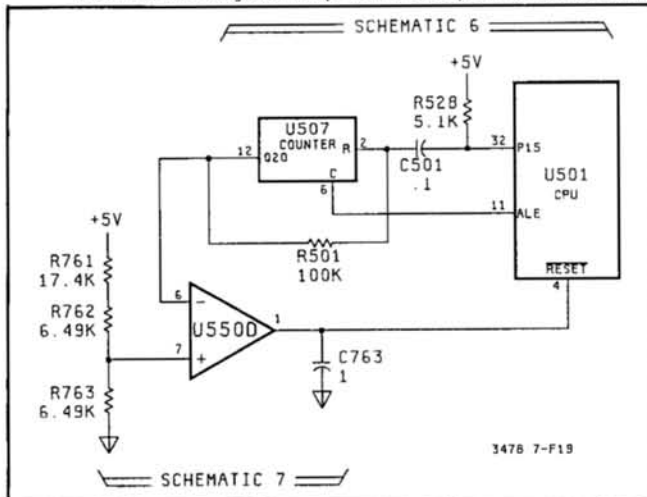 SCHEMATIC 6
+5V
R528
5.1K
U507
COUNTER
12
Q20
R
2
C
6
C501
.1
32
P15
U501
CPU
11
ALE
RESET
4
R501
100K
+5V
R761
17.4K
R762
6.49K
R763
6.49K
6
-
U550D
7
+
1
C763
1
3478 7-F19
SCHEMATIC 7